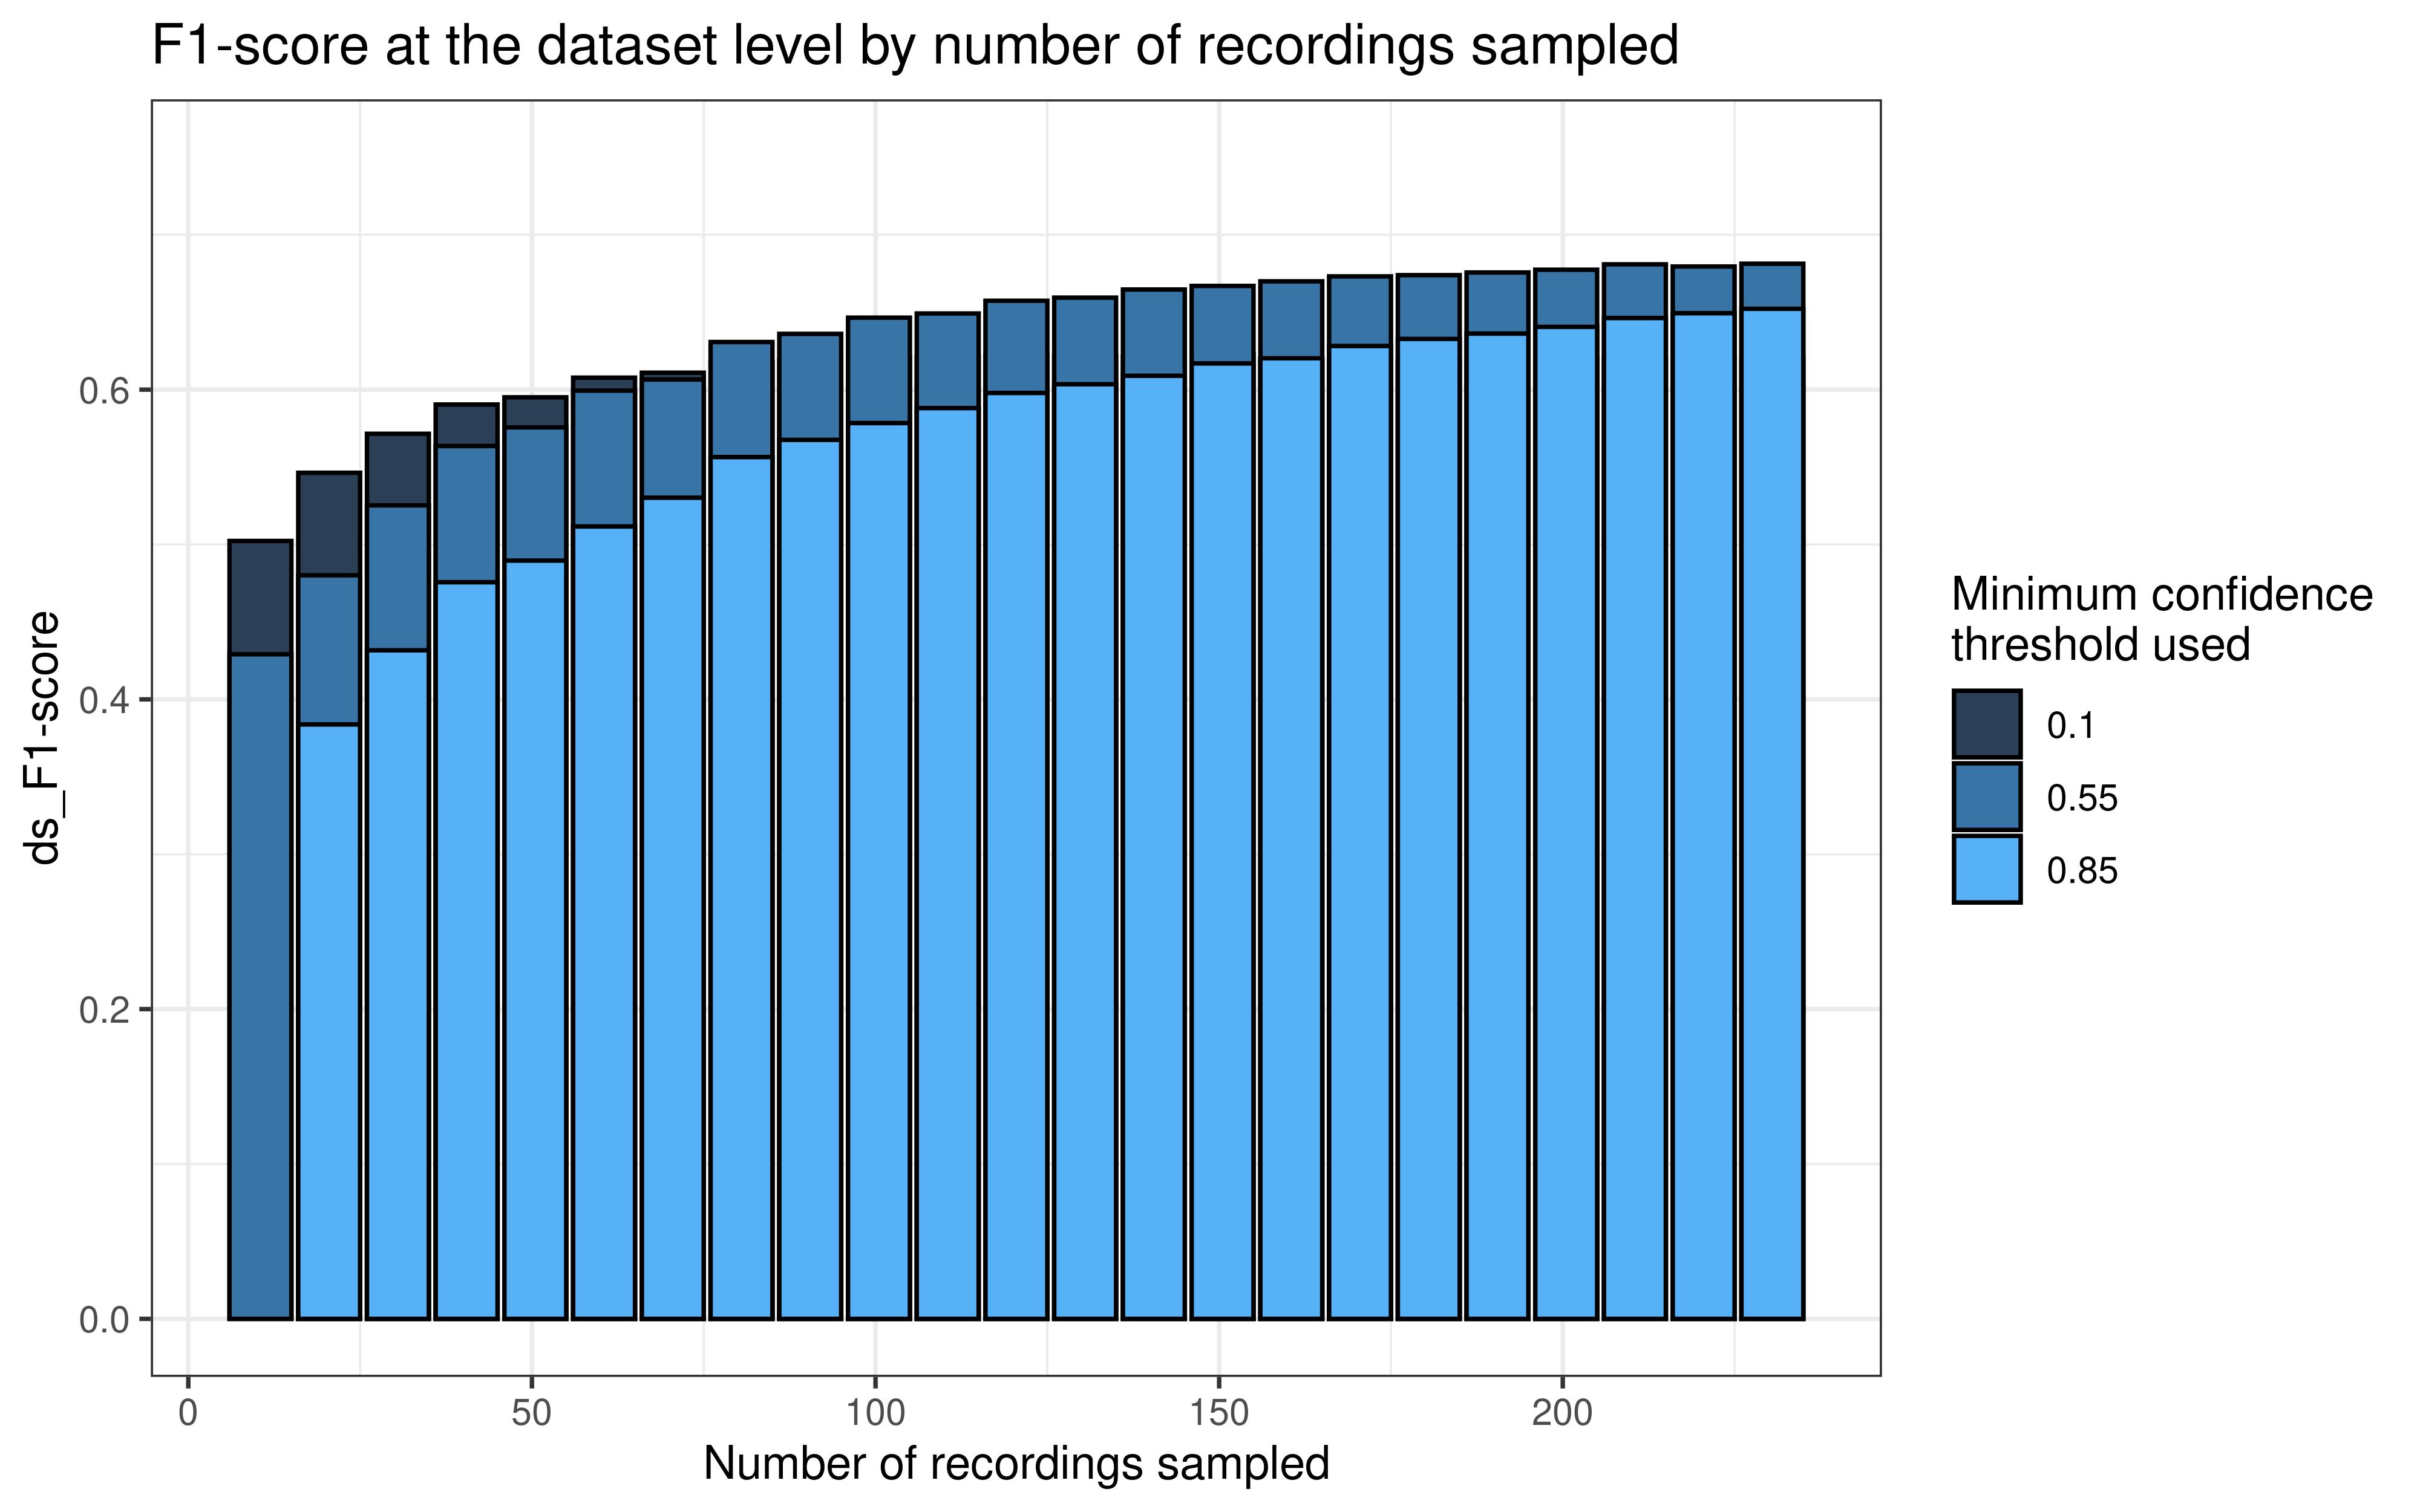 F1-score at the dataset level by number of recordings sampled
ds_F1-score
0.6
0.4
0.2
0.0
0
50
100
150
200
Number of recordings sampled
Minimum confidence
threshold used
0.1
0.55
0.85